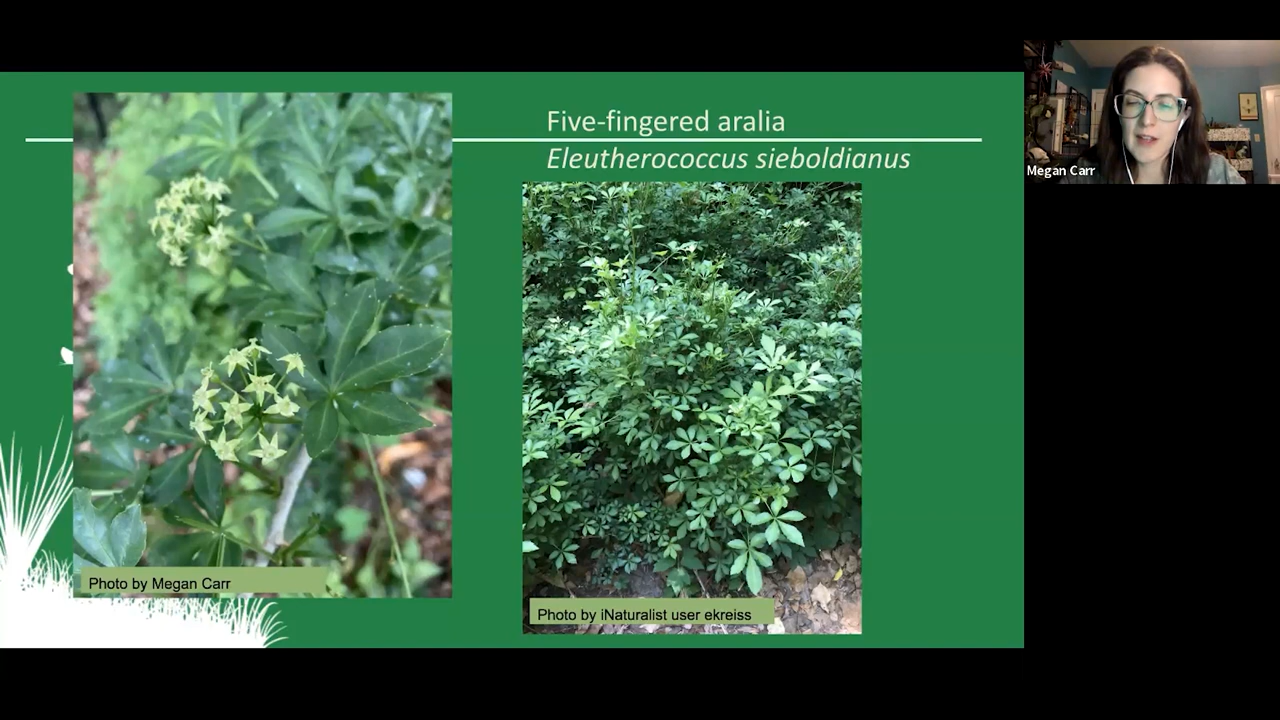 Five-fingered aralia
Eleutherococcus sieboldianus
Megan Carr
Photo by Megan Carr
Photo by iNaturalist user ekreiss